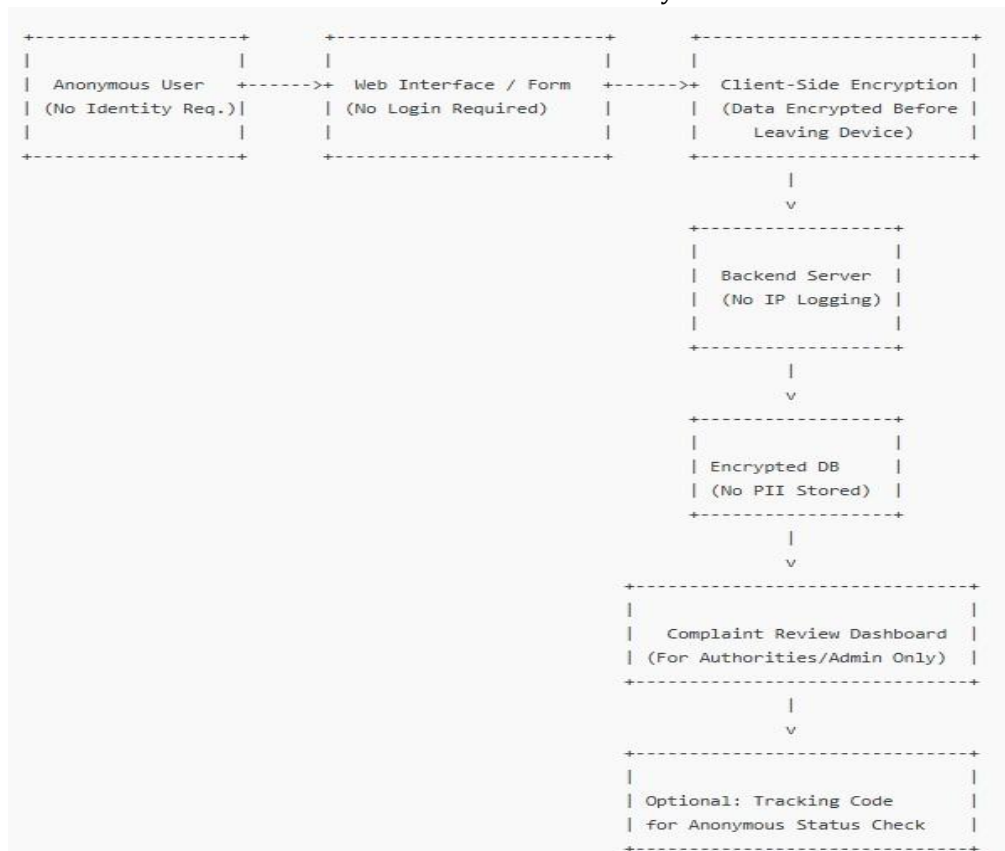 Anonymous User
(No Identity Req.)
Web Interface / Form
(No Login Required)
Client-Side Encryption
(Data Encrypted Before
Leaving Device)
Backend Server
(No IP Logging)
Encrypted DB
(No PII Stored)
Complaint Review Dashboard
(For Authorities/Admin Only)
Optional: Tracking Code
for Anonymous Status Check